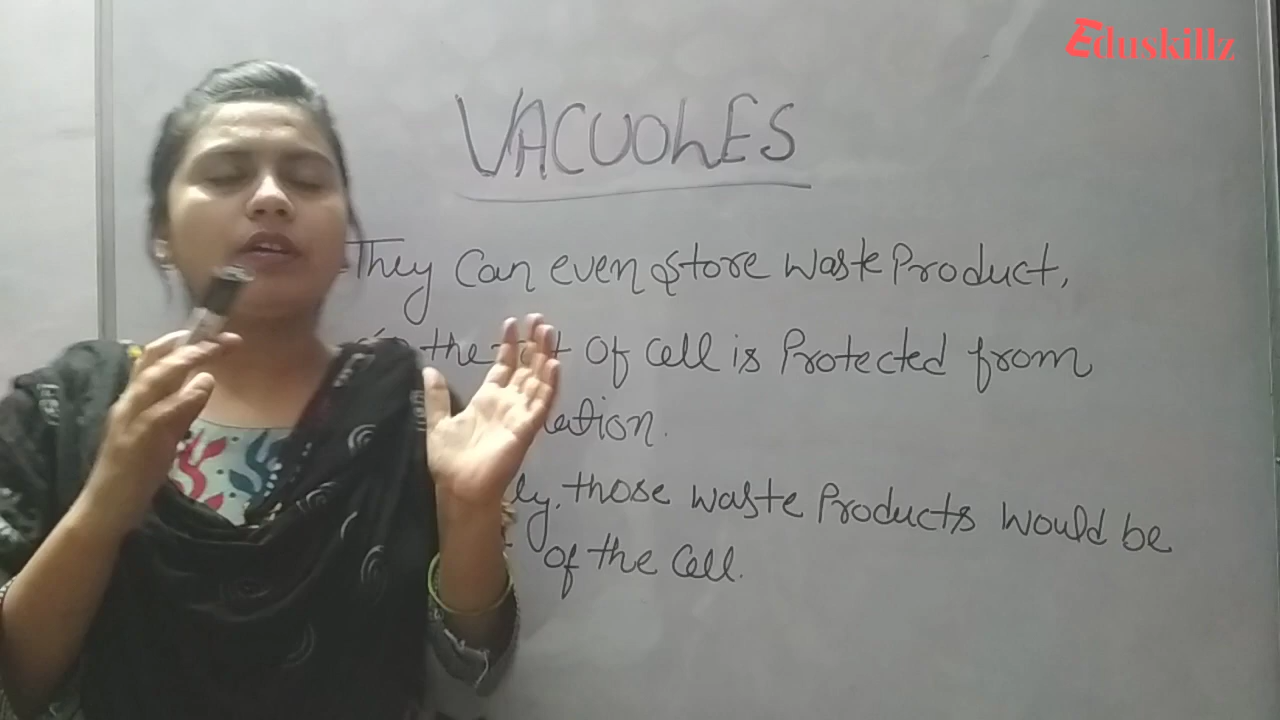 Eduskillz
VACUOLES
They can even store waste Product,
the of cell is Protected from
those waste Products would be
of the cell.